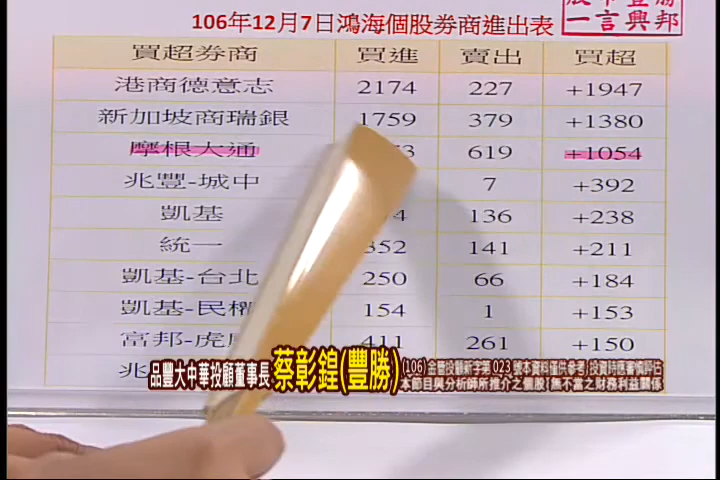 106年12月7日鴻海個股券商進出表
一言興邦
買超券商 買進 賣出 買超
港商德意志 2174 227 +1947
新加坡商瑞銀 1759 379 +1380
摩根大通 619 +1054
兆豐-城中 7 +392
凱基 136 +238
統一 352 141 +211
凱基-台北 250 66 +184
凱基-民權 154 1 +153
富邦-虎 411 261 +150
兆
品豐大中華投顧董事長 蔡彰鍠(豐勝)
(106)金管投顧新字第023號本資料僅供參考,投資時應審慎評估
本節目與分析師所推介之個股「無不當之財務利益關係